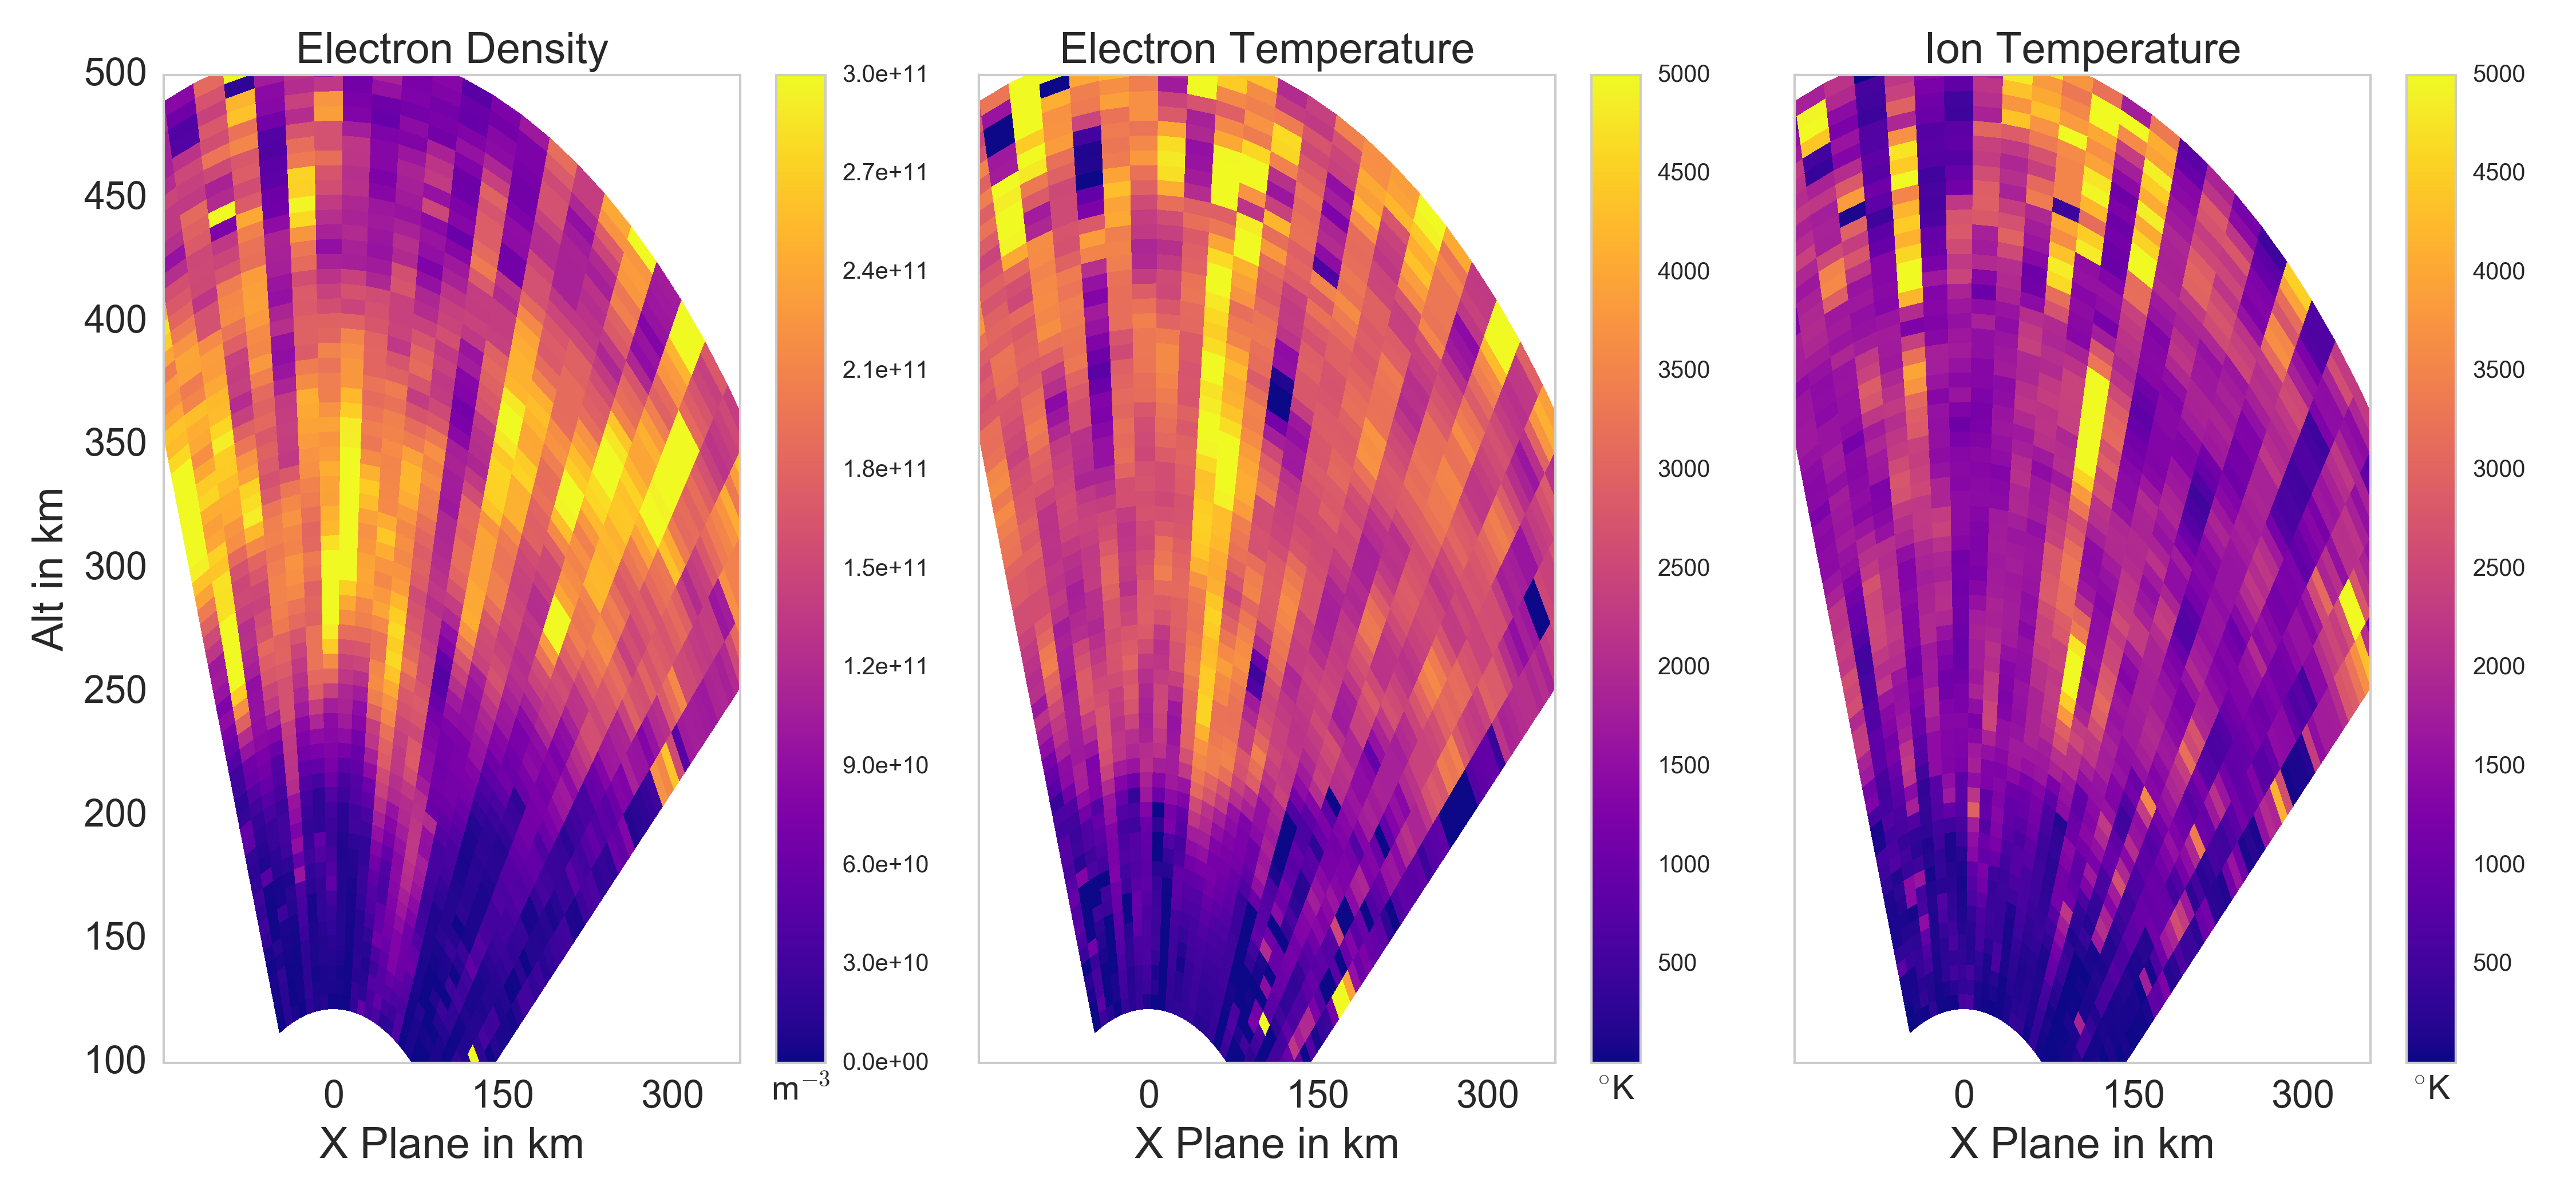 Electron Density
Electron Temperature
Ion Temperature
500
450
400
350
300
250
200
150
100
Alt in km
0 150 300
X Plane in km
3.0e+11
2.7e+11
2.4e+11
2.1e+11
1.8e+11
1.5e+11
1.2e+11
9.0e+10
6.0e+10
3.0e+10
0.0e+00
m⁻³
0 150 300
X Plane in km
5000
4500
4000
3500
3000
2500
2000
1500
1000
500
°K
0 150 300
X Plane in km
5000
4500
4000
3500
3000
2500
2000
1500
1000
500
°K